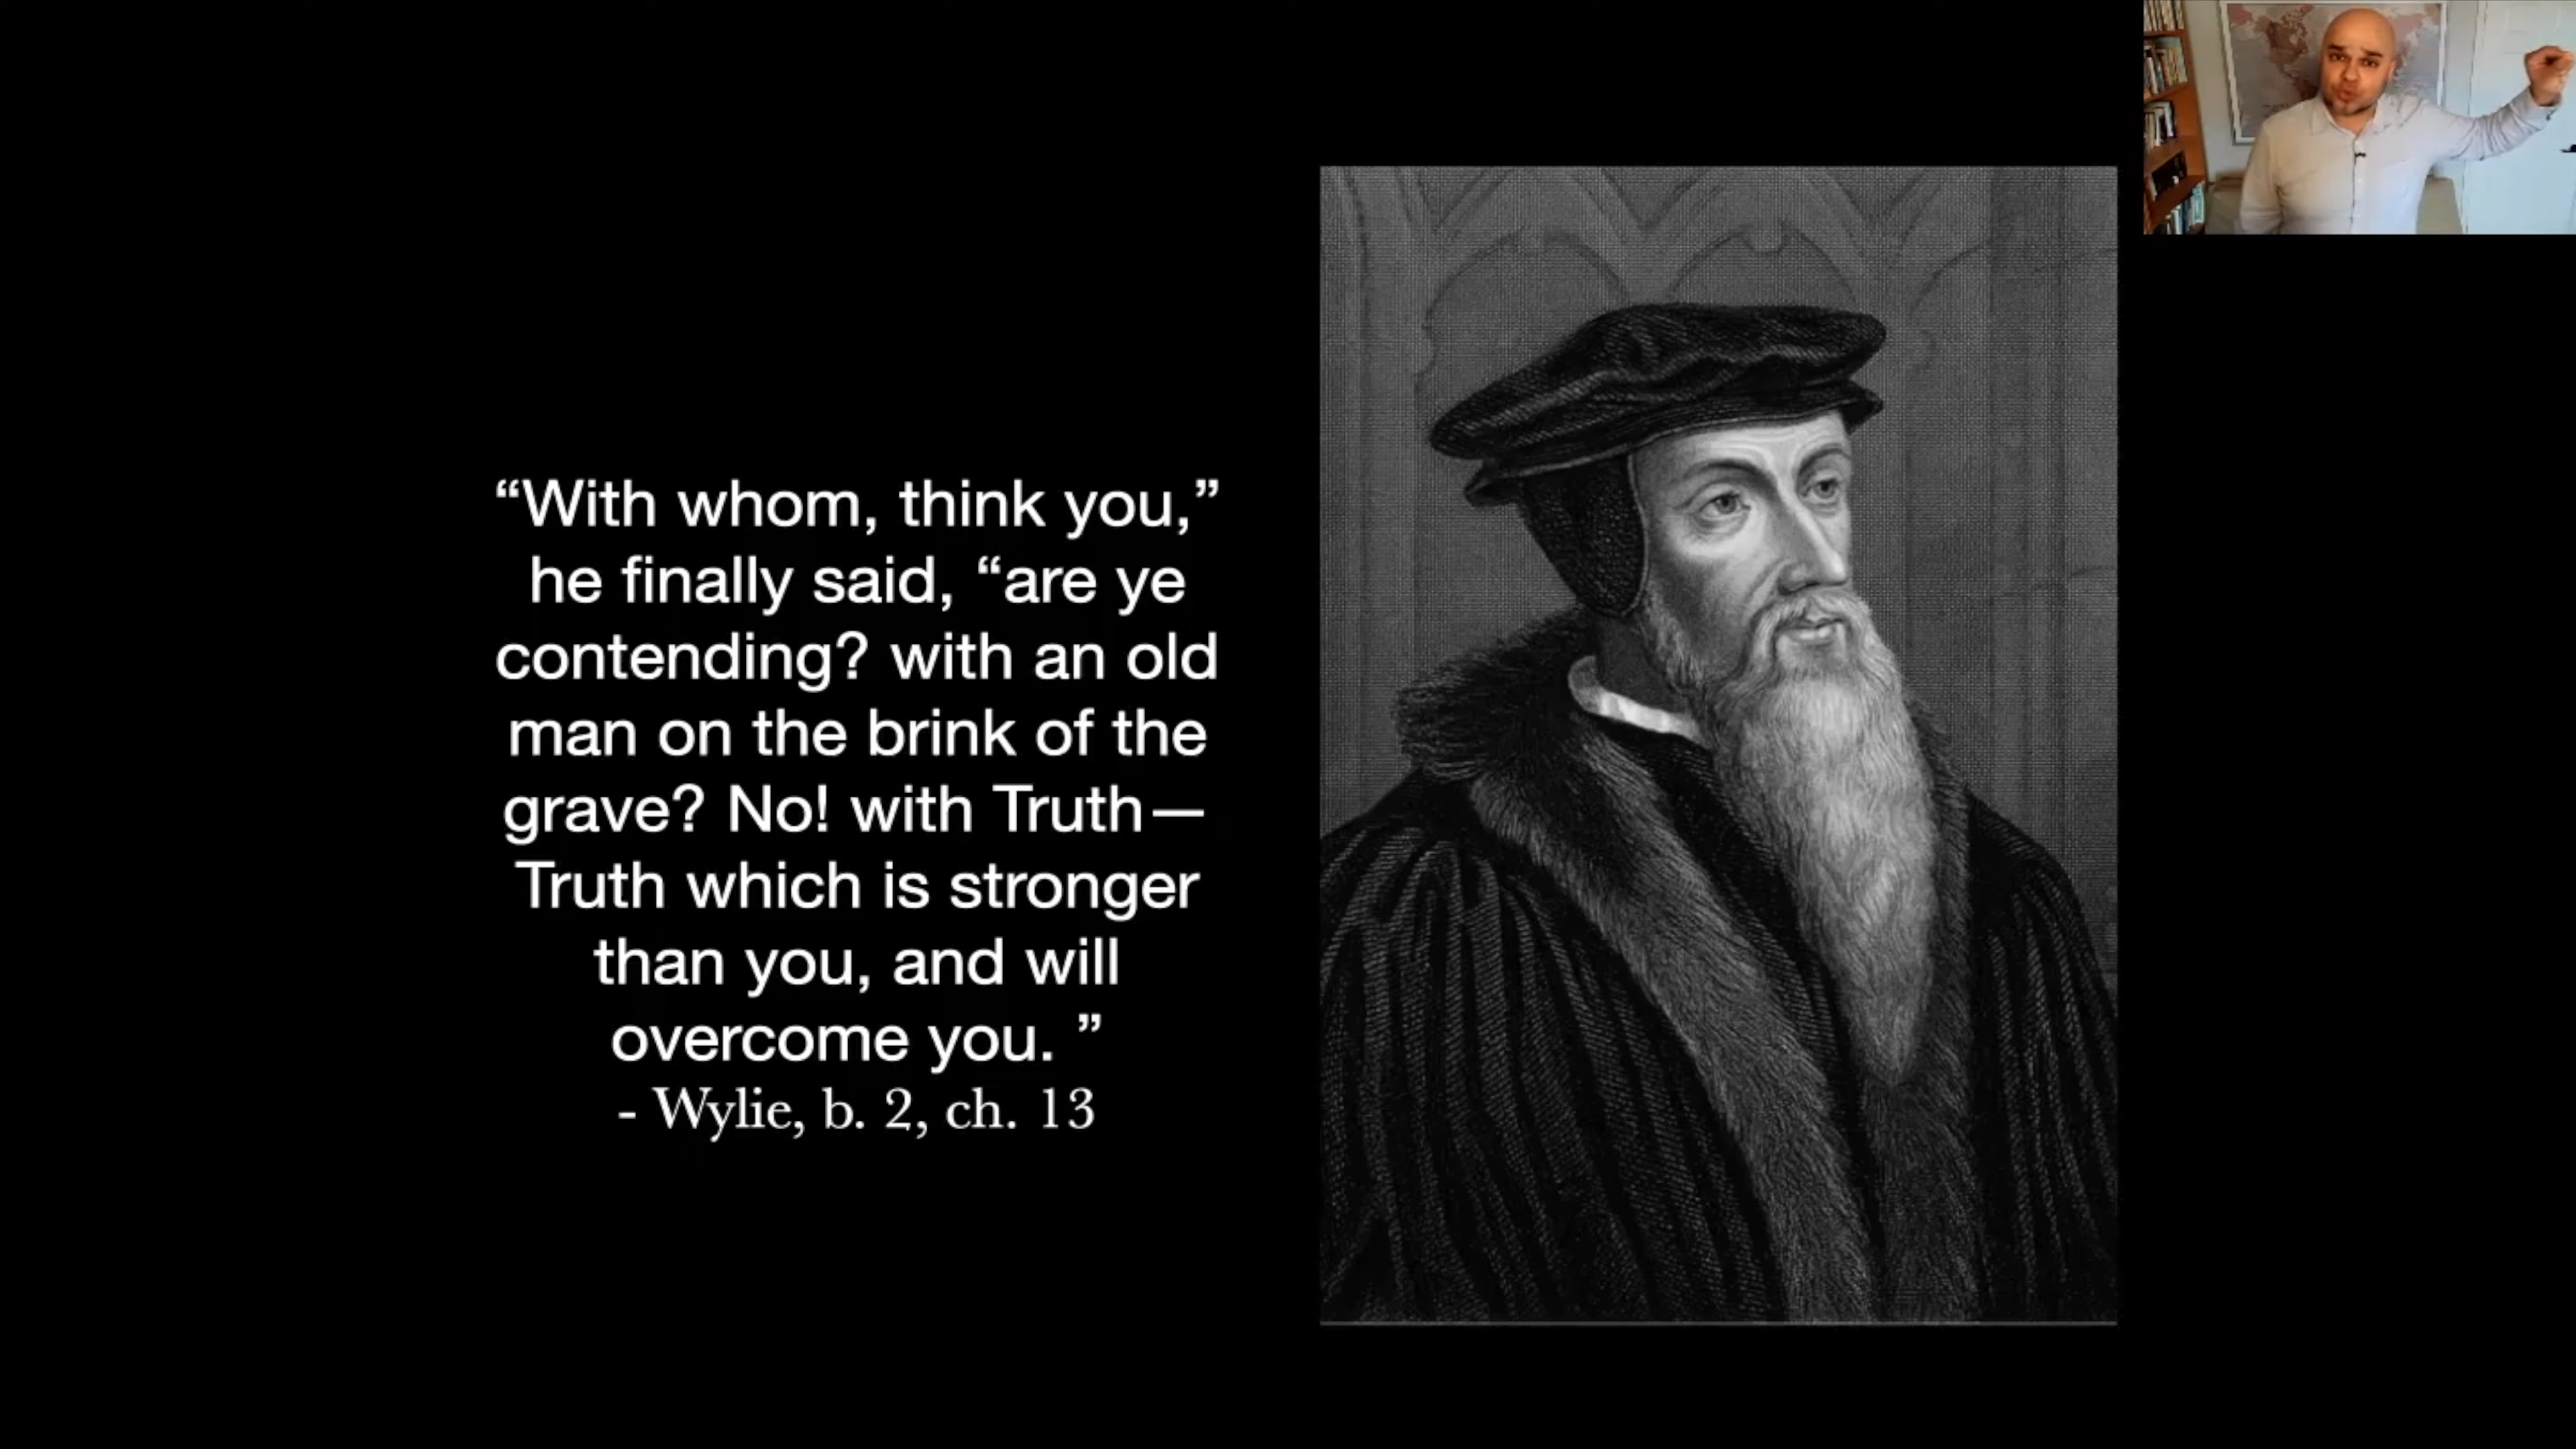 “With whom, think you,”
he finally said, “are ye
contending? with an old
man on the brink of the
grave? No! with Truth—
Truth which is stronger
than you, and will
overcome you. ”
- Wylie, b. 2, ch. 13